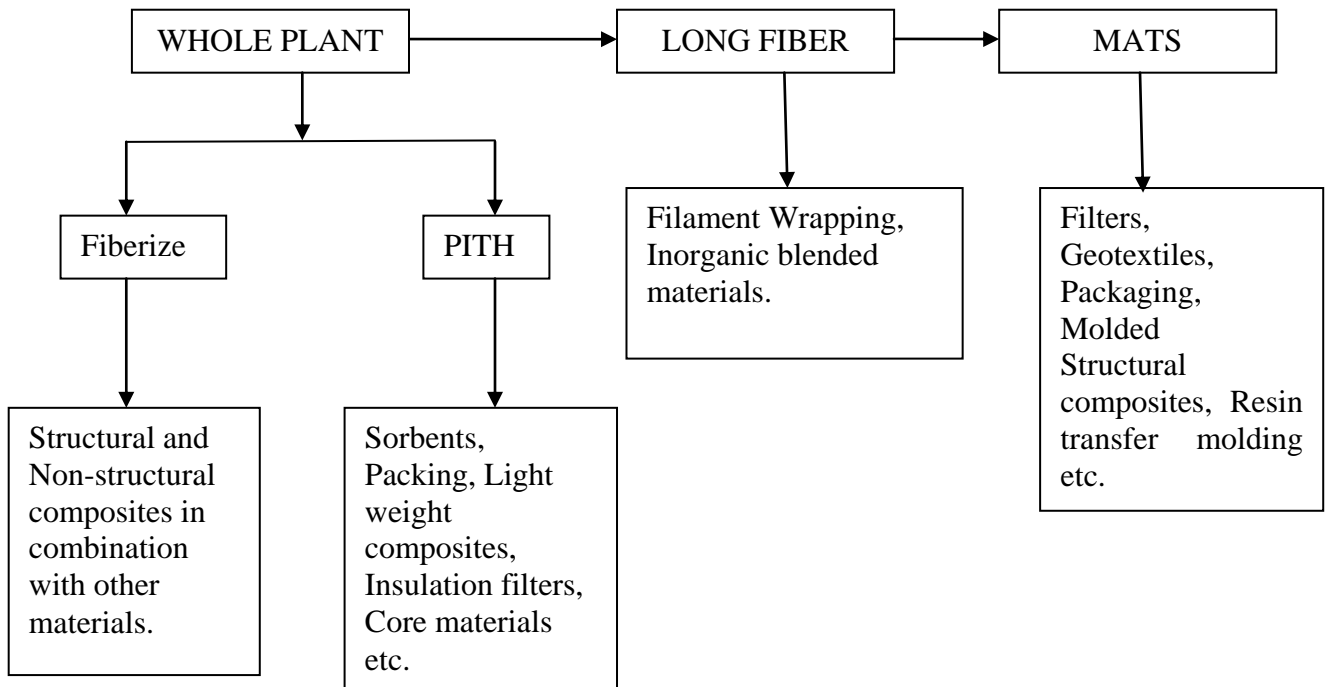 WHOLE PLANT
LONG FIBER
MATS
Fiberize
PITH
Filament Wrapping,
Inorganic blended
materials.
Filters,
Geotextiles,
Packaging,
Molded
Structural
composites, Resin
transfer molding
etc.
Structural and
Non-structural
composites in
combination
with other
materials.
Sorbents,
Packing, Light
weight
composites,
Insulation filters,
Core materials
etc.